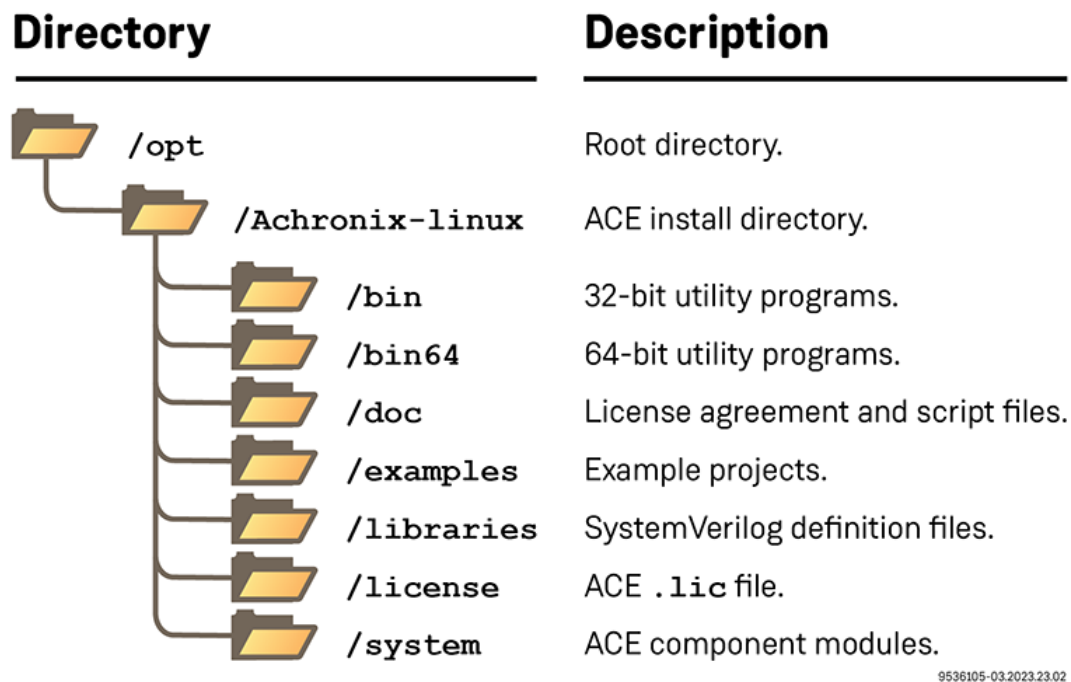 Directory Description
/opt Root directory.
/Achronix-linux ACE install directory.
/bin 32-bit utility programs.
/bin64 64-bit utility programs.
/doc License agreement and script files.
/examples Example projects.
/libraries SystemVerilog definition files.
/license ACE .lic file.
/system ACE component modules.
9536105-03.2023.23.02